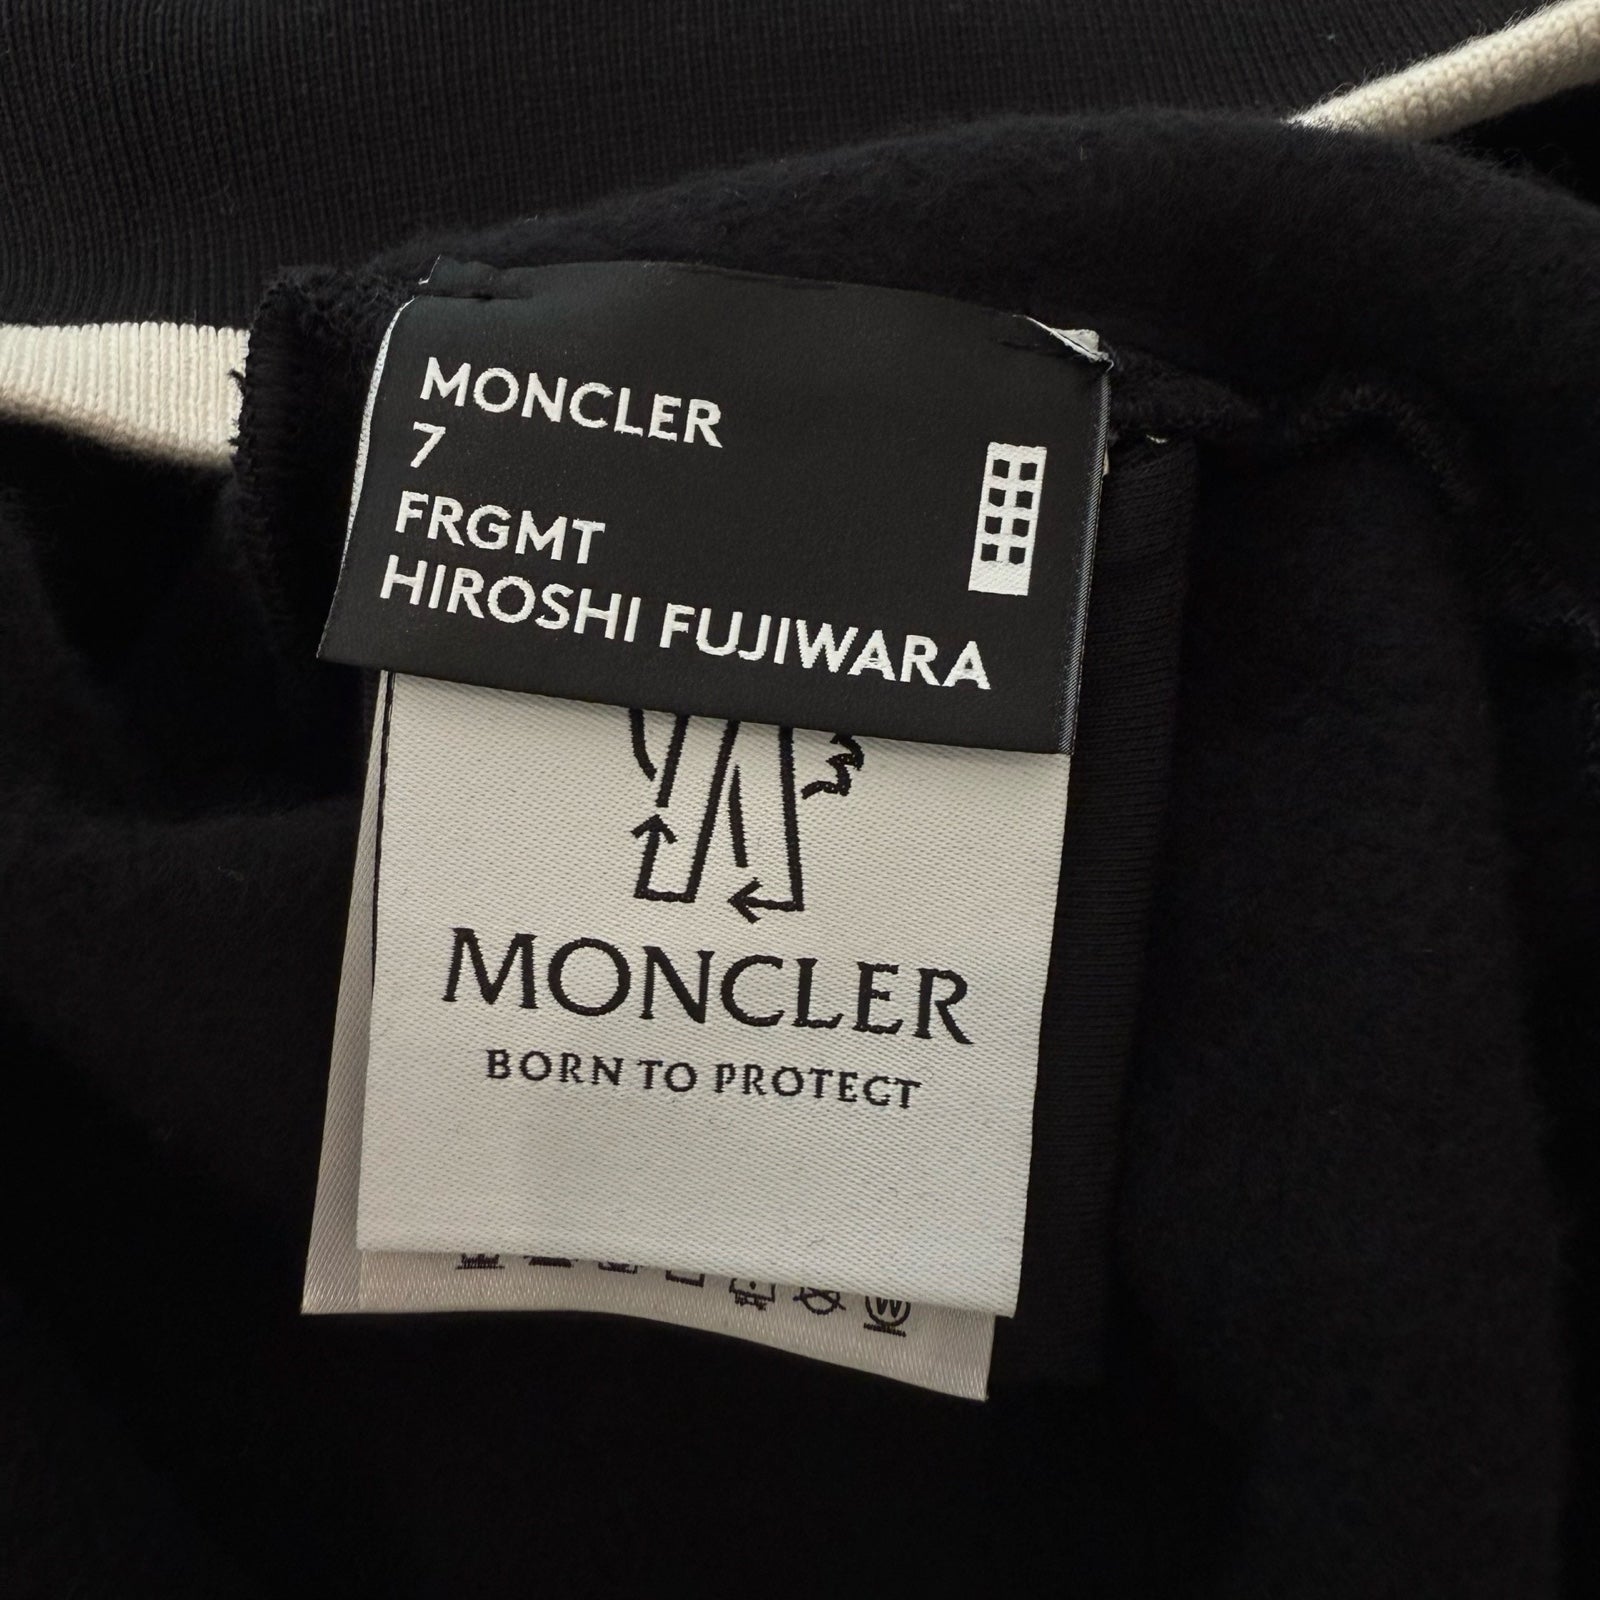 MONCLER
7
FRGMT
HIROSHI FUJIWARA
MONCLER
BORN TO PROTECT
W